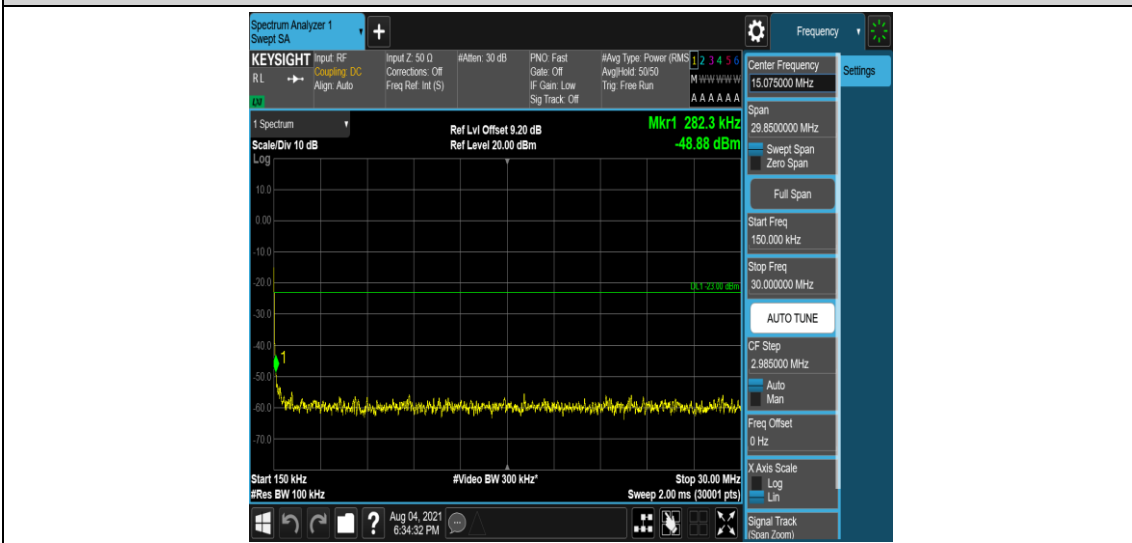 Spectrum Analyzer 1
Swept SA
+
Frequency
KEYSIGHT
RL
LXI
Input: RF
Coupling: DC
Align: Auto
Input Z: 50 Ω
Corrections: Off
Freq Ref: Int (S)
#Atten: 30 dB
PNO: Fast
Gate: Off
IF Gain: Low
Sig Track: Off
#Avg Type: Power (RMS
Avg|Hold: 50/50
Trig: Free Run
1 2 3 4 5 6
M W W W W W
A A A A A A
1 Spectrum
Scale/Div 10 dB
Ref Lvl Offset 9.20 dB
Ref Level 20.00 dBm
Mkr1 282.3 kHz
-48.88 dBm
Log
10.0
0.00
-10.0
-20.0
DL1 -23.00 dBm
-30.0
-40.0
1
-50.0
-60.0
-70.0
Start 150 kHz
#Res BW 100 kHz
#Video BW 300 kHz*
Stop 30.00 MHz
Sweep 2.00 ms (30001 pts)
Aug 04, 2021
6:34:32 PM
?
Center Frequency
15.075000 MHz
Settings
Span
29.8500000 MHz
Swept Span
Zero Span
Full Span
Start Freq
150.000 kHz
Stop Freq
30.000000 MHz
AUTO TUNE
CF Step
2.985000 MHz
Auto
Man
Freq Offset
0 Hz
X Axis Scale
Log
Lin
Signal Track
(Span Zoom)